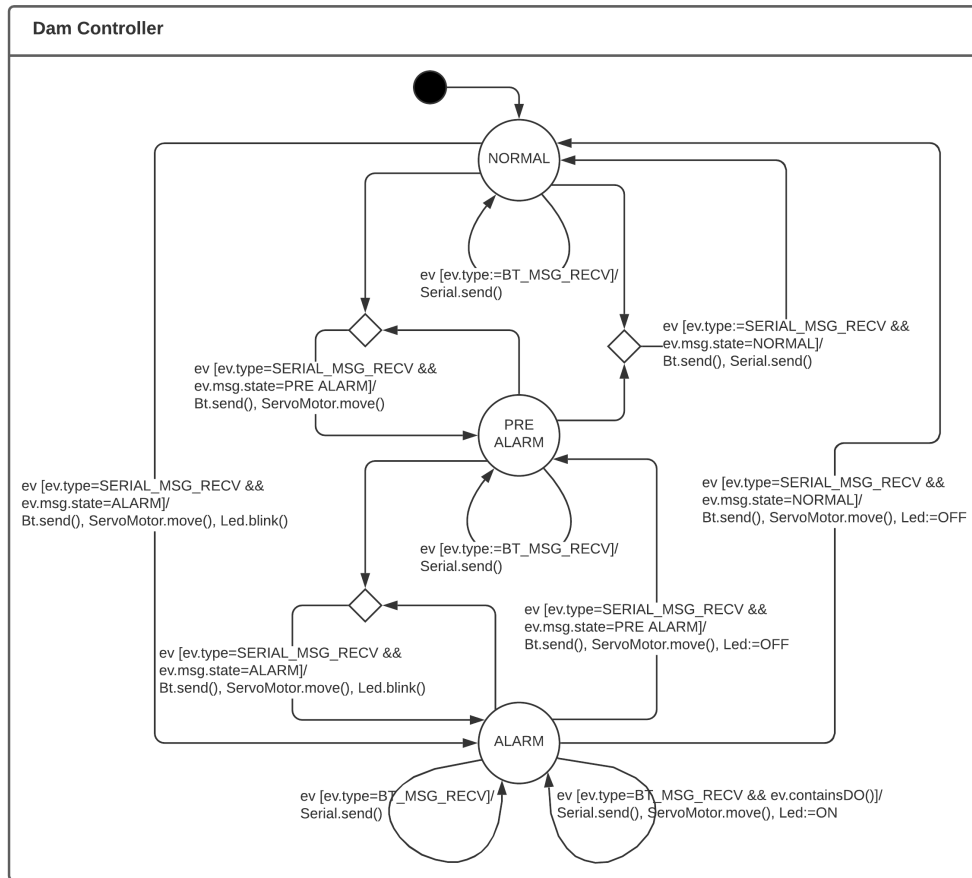 Dam Controller
NORMAL
ev [ev.type:=BT_MSG_RECV]/
Serial.send()
ev [ev.type:=SERIAL_MSG_RECV &&
ev.msg.state=NORMAL]/
Bt.send(), Serial.send()
ev [ev.type=SERIAL_MSG_RECV &&
ev.msg.state=PRE ALARM]/
Bt.send(), ServoMotor.move()
PRE
ALARM
ev [ev.type=SERIAL_MSG_RECV &&
ev.msg.state=ALARM]/
Bt.send(), ServoMotor.move(), Led.blink()
ev [ev.type=SERIAL_MSG_RECV &&
ev.msg.state=NORMAL]/
Bt.send(), ServoMotor.move(), Led:=OFF
ev [ev.type:=BT_MSG_RECV]/
Serial.send()
ev [ev.type=SERIAL_MSG_RECV &&
ev.msg.state=PRE ALARM]/
Bt.send(), ServoMotor.move(), Led:=OFF
ev [ev.type=SERIAL_MSG_RECV &&
ev.msg.state=ALARM]/
Bt.send(), ServoMotor.move(), Led.blink()
ALARM
ev [ev.type=BT_MSG_RECV]/
Serial.send()
ev [ev.type=BT_MSG_RECV && ev.containsDO()]/
Serial.send(), ServoMotor.move(), Led:=ON